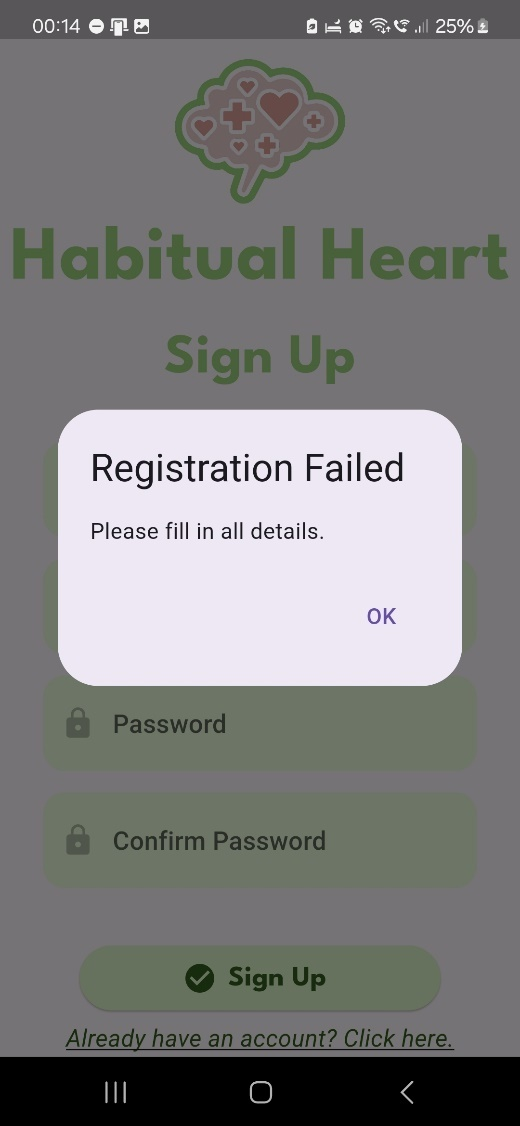 00:14
25%
Habitual Heart
Sign Up
Registration Failed
Please fill in all details.
OK
Password
Confirm Password
Sign Up
Already have an account? Click here.